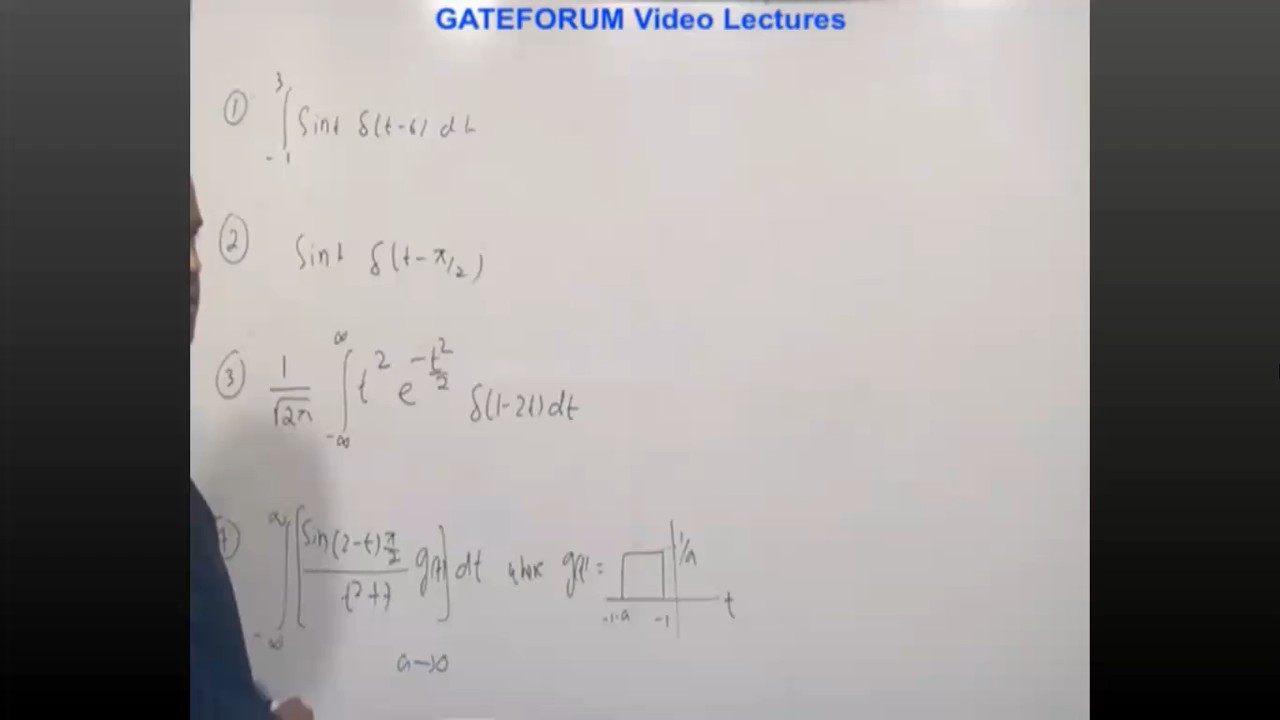 GATEFORUM Video Lectures
① ∫_{-1}^{3} Sint δ(t-6) dt
② Sint δ(t-π/2)
③ 1/√2π ∫_{-∞}^{∞} t² e^{-t²/2} δ(1-2t) dt
∫_{-∞}^{∞} [ Sin(2-t)π/2 / t²+ g(t) ] dt where g(t) = 1/a
-1-a -1 t
a→0